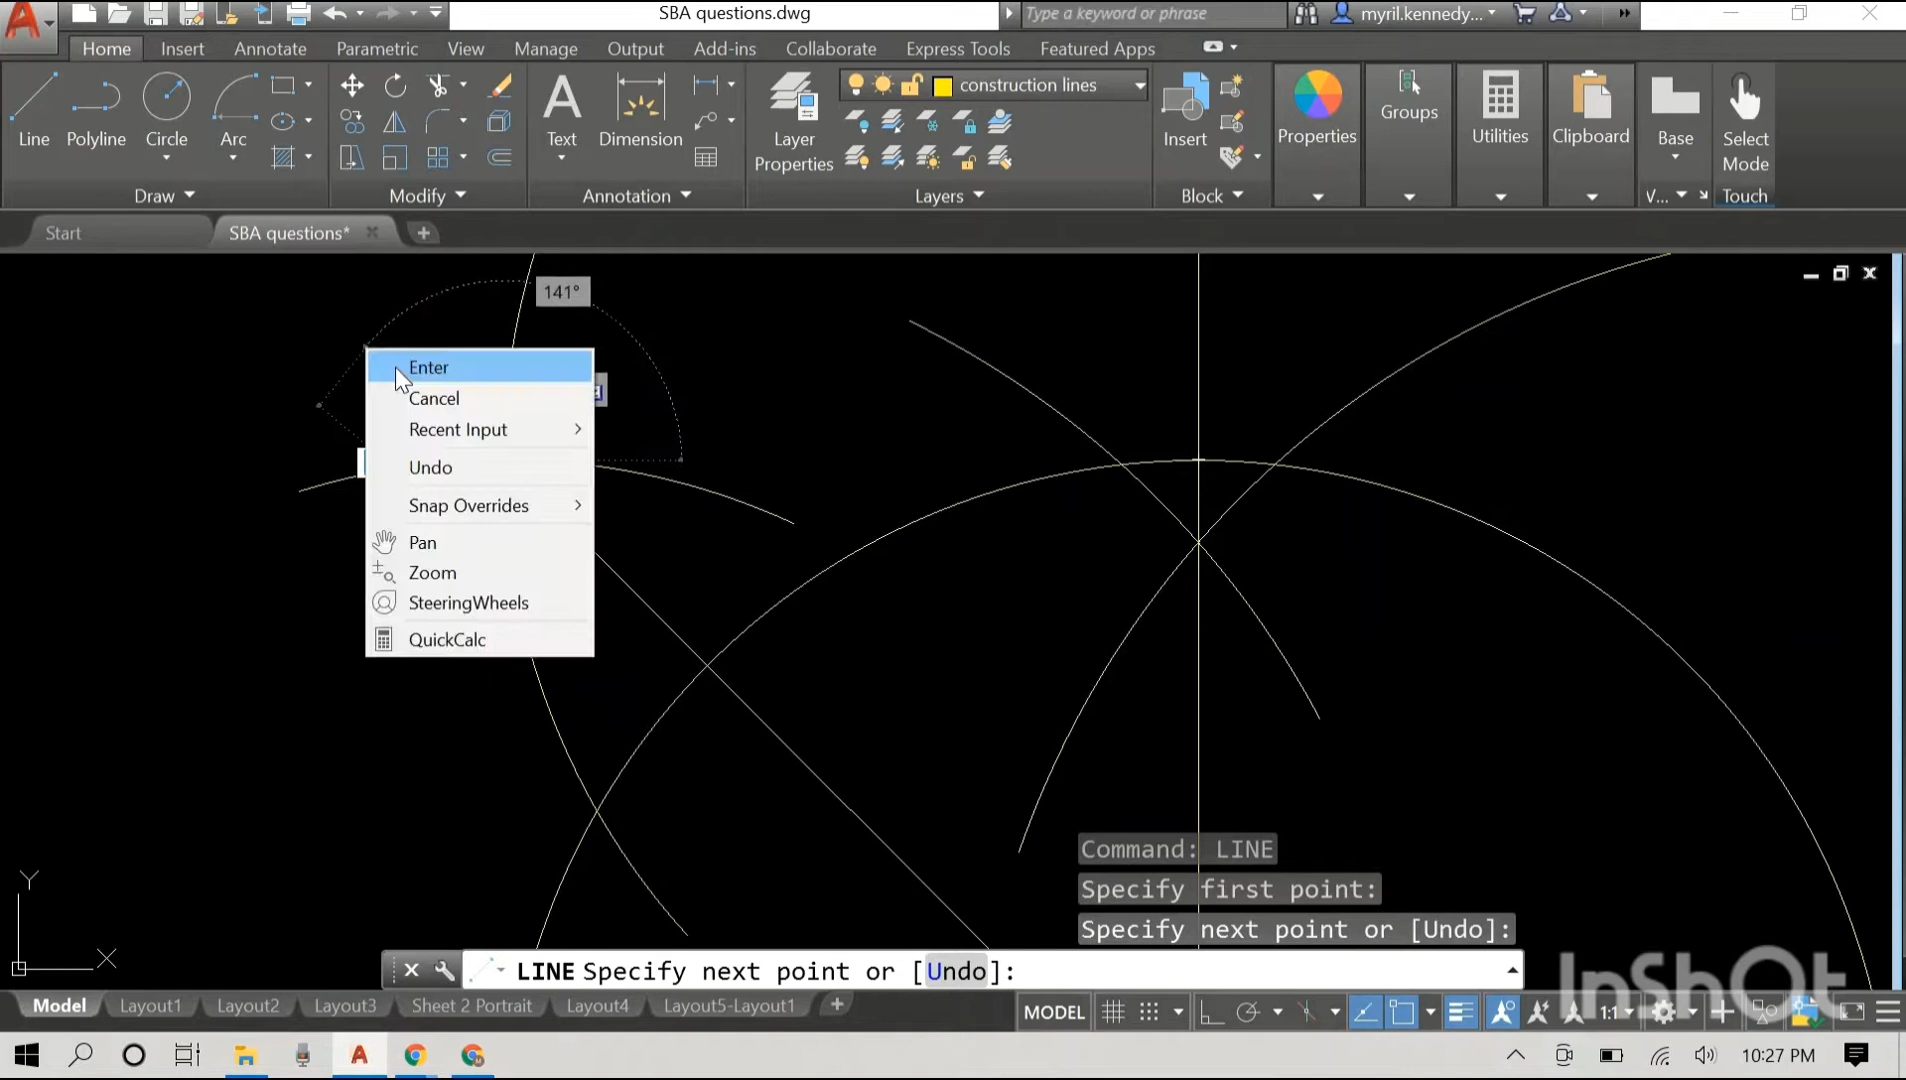 SBA questions.dwg
Type a keyword or phrase
myril.kennedy...
Home Insert Annotate Parametric View Manage Output Add-ins Collaborate Express Tools Featured Apps
Line Polyline Circle Arc
Text Dimension
Layer Properties
construction lines
Insert
Properties Groups Utilities Clipboard Base
Select Mode
Draw Modify Annotation Layers Block V... Touch
Start SBA questions* +
141°
Enter
Cancel
Recent Input
Undo
Snap Overrides
Pan
Zoom
SteeringWheels
QuickCalc
Y
X
Command: LINE
Specify first point:
Specify next point or [Undo]:
LINE Specify next point or [Undo]:
InShOt
Model Layout1 Layout2 Layout3 Sheet 2 Portrait Layout4 Layout5-Layout1 +
MODEL 1:1
10:27 PM